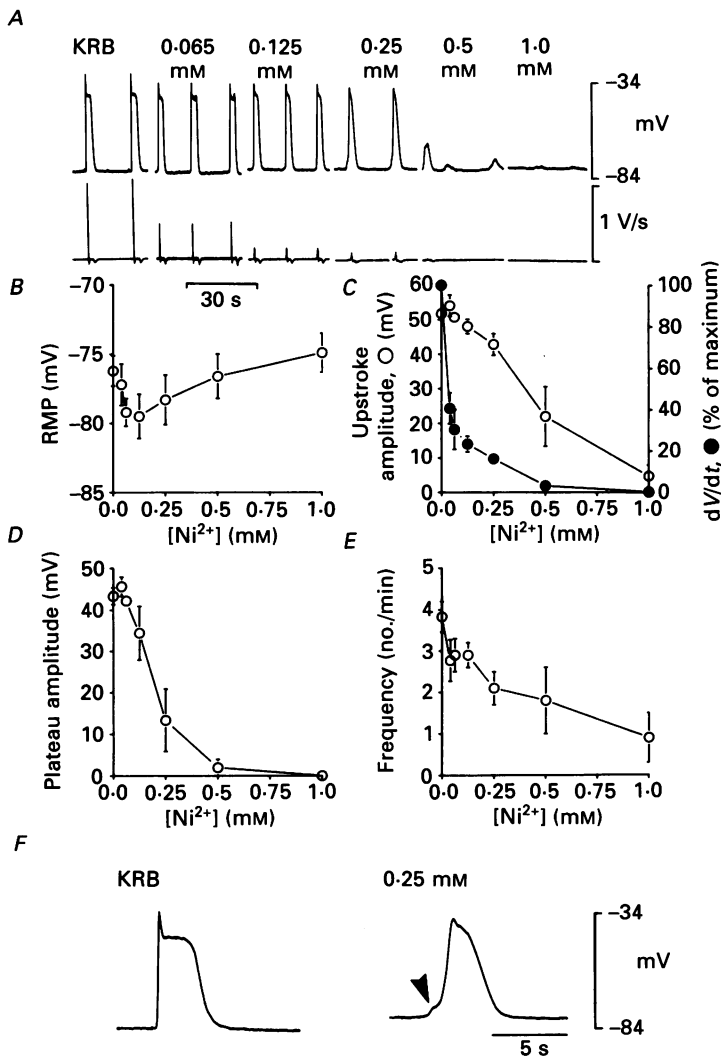 A
KRB 0·065 mM 0·125 mM 0·25 mM 0·5 mM 1·0 mM
−34
mV
−84
1 V/s
30 s
B
−70
−75
−80
−85
RMP (mV)
0·0 0·25 0·5 0·75 1·0
[Ni2+] (mM)
C
60
50
40
30
20
10
0
Upstroke amplitude, ○ (mV)
100
80
60
40
20
0
dV/dt, ● (% of maximum)
0·0 0·25 0·5 0·75 1·0
[Ni2+] (mM)
D
50
40
30
20
10
0
Plateau amplitude (mV)
0·0 0·25 0·5 0·75 1·0
[Ni2+] (mM)
E
5
4
3
2
1
0
Frequency (no./min)
0·0 0·25 0·5 0·75 1·0
[Ni2+] (mM)
F
KRB 0·25 mM
−34
mV
−84
5 s